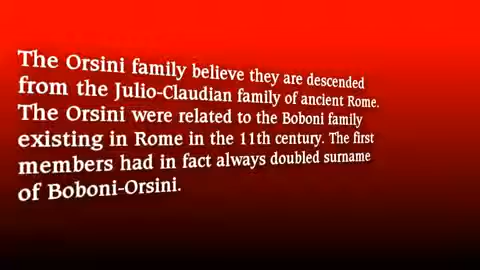 The Orsini family believe they are descended
from the Julio-Claudian family of ancient Rome.
The Orsini were related to the Boboni family
existing in Rome in the 11th century. The first
members had in fact always doubled surname
of Boboni-Orsini.